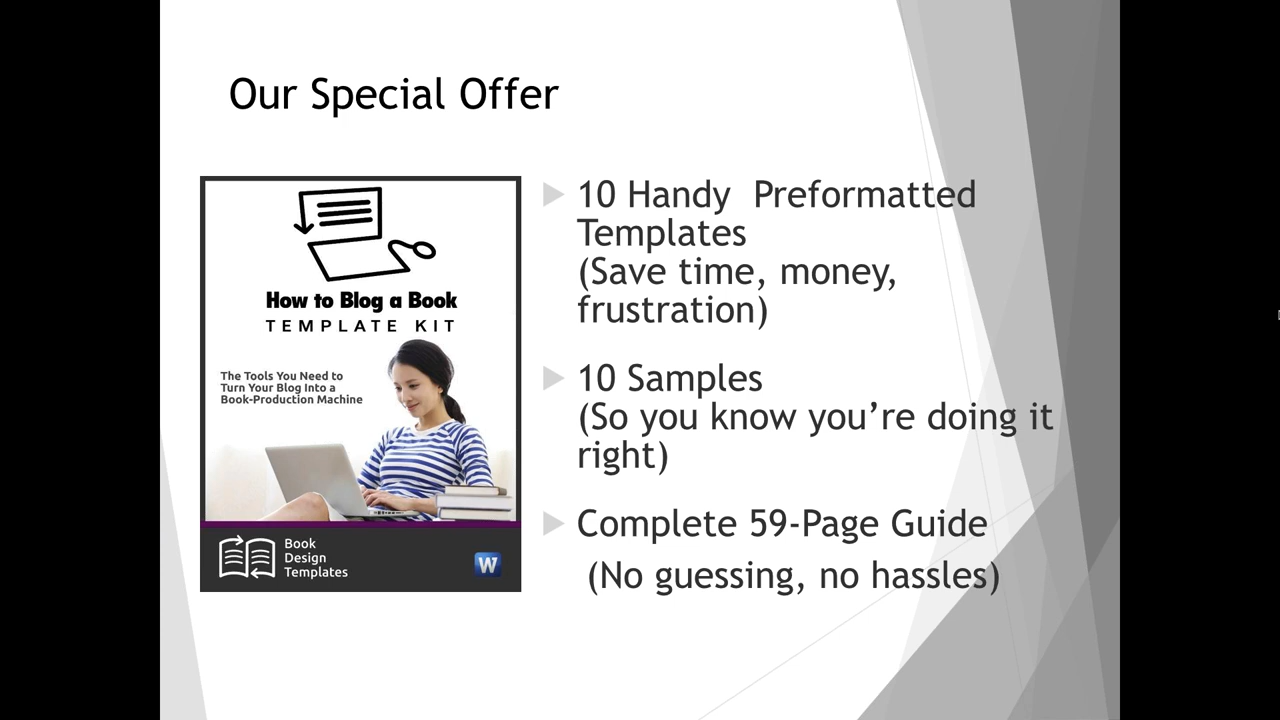 Our Special Offer
How to Blog a Book
TEMPLATE KIT
The Tools You Need to
Turn Your Blog Into a
Book-Production Machine
Book
Design
Templates
W
10 Handy  Preformatted
Templates
(Save time, money,
frustration)
10 Samples
(So you know you’re doing it
right)
Complete 59-Page Guide
(No guessing, no hassles)